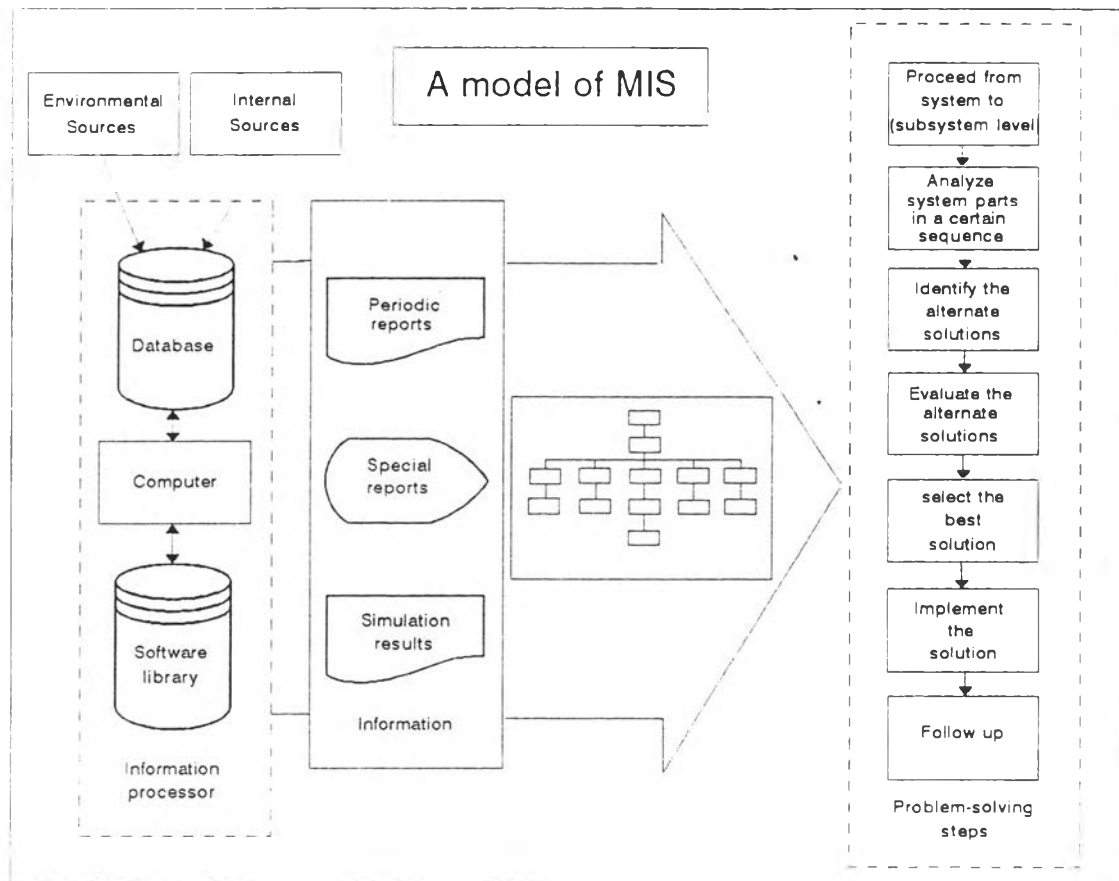 A model of MIS
Environmental
Sources
Internal
Sources
Database
Computer
Software
library
Information
processor
Periodic
reports
Special
reports
Simulation
results
Information
Proceed from
system to
(subsystem level)
Analyze
system parts
in a certain
sequence
Identify the
alternate
solutions
Evaluate the
alternate
solutions
select the
best
solution
Implement
the
solution
Follow up
Problem-solving
steps